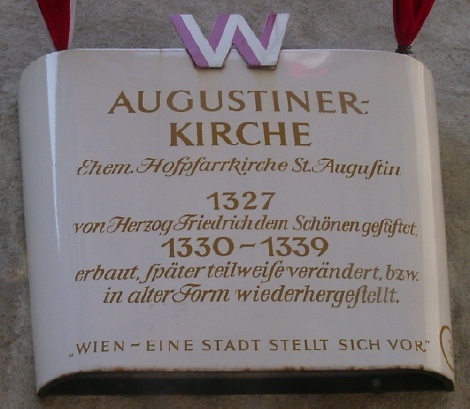 W
AUGUSTINER-
KIRCHE
Ehem. Hofpfarrkirche St. Augustin
1327
von Herzog Friedrich dem Schönen gestiftet,
1330-1339
erbaut, später teilweise verändert, bzw.
in alter Form wiederhergestellt.
„WIEN - EINE STADT STELLT SICH VOR"